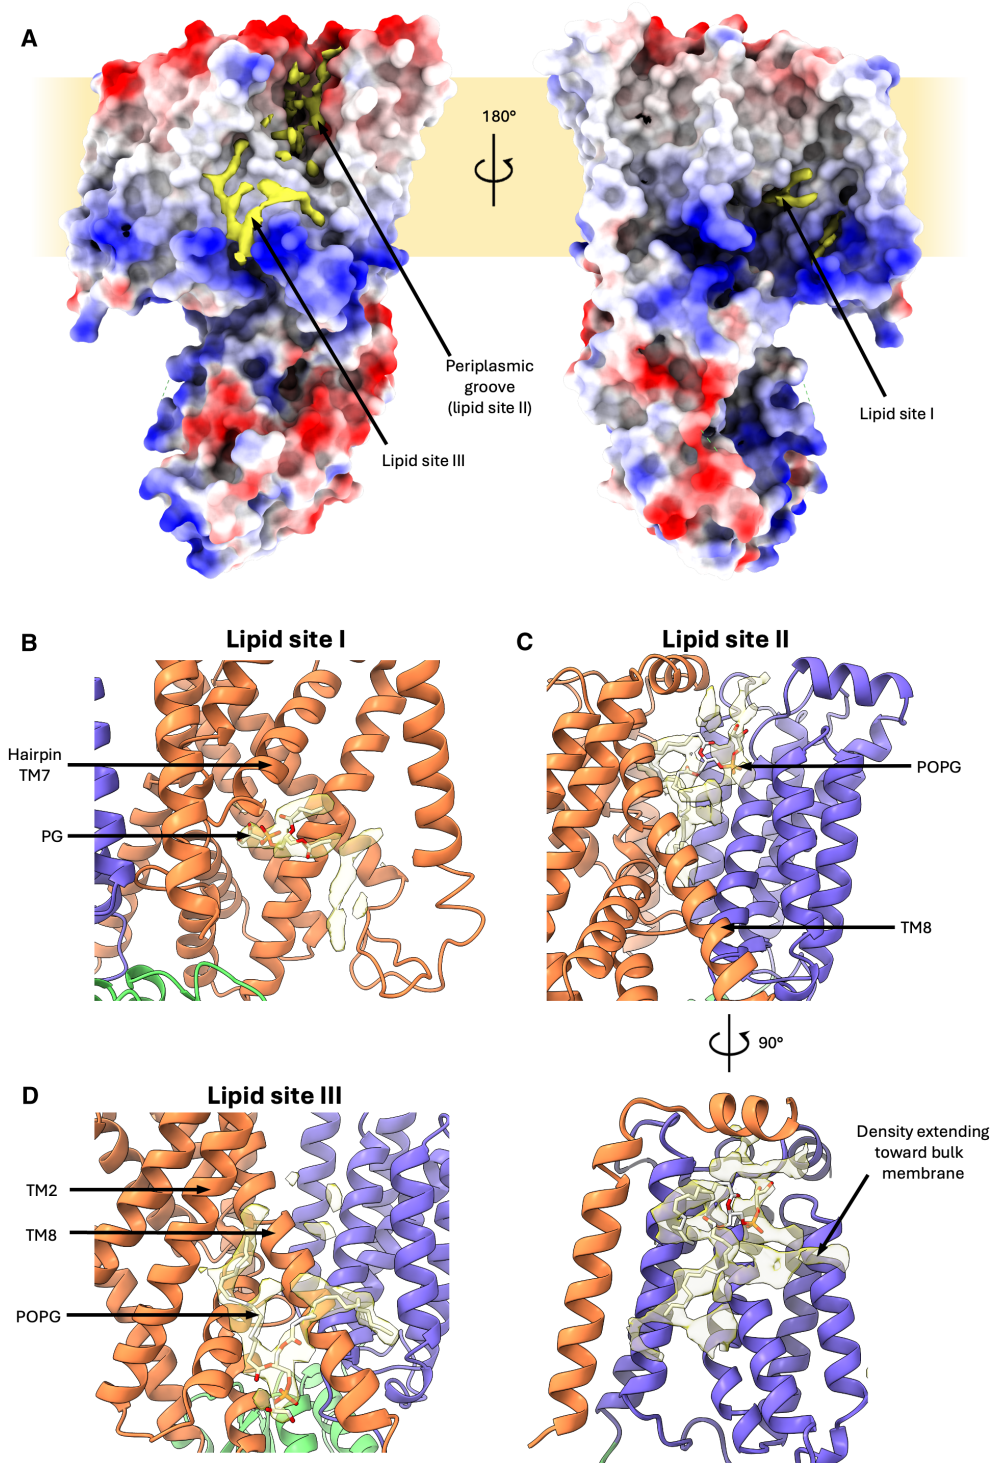 A
180°
Periplasmic
groove
(lipid site II)
Lipid site III
Lipid site I
B
Lipid site I
Hairpin
TM7
PG
C
Lipid site II
POPG
TM8
90°
D
Lipid site III
TM2
TM8
POPG
Density extending
toward bulk
membrane